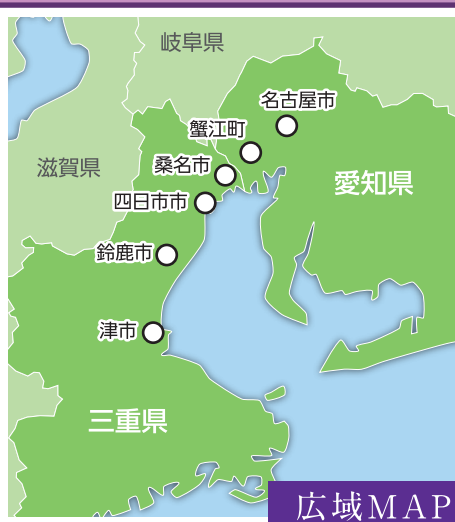 岐阜県
名古屋市
蟹江町
桑名市
滋賀県
愛知県
四日市市
鈴鹿市
津市
三重県
広域MAP